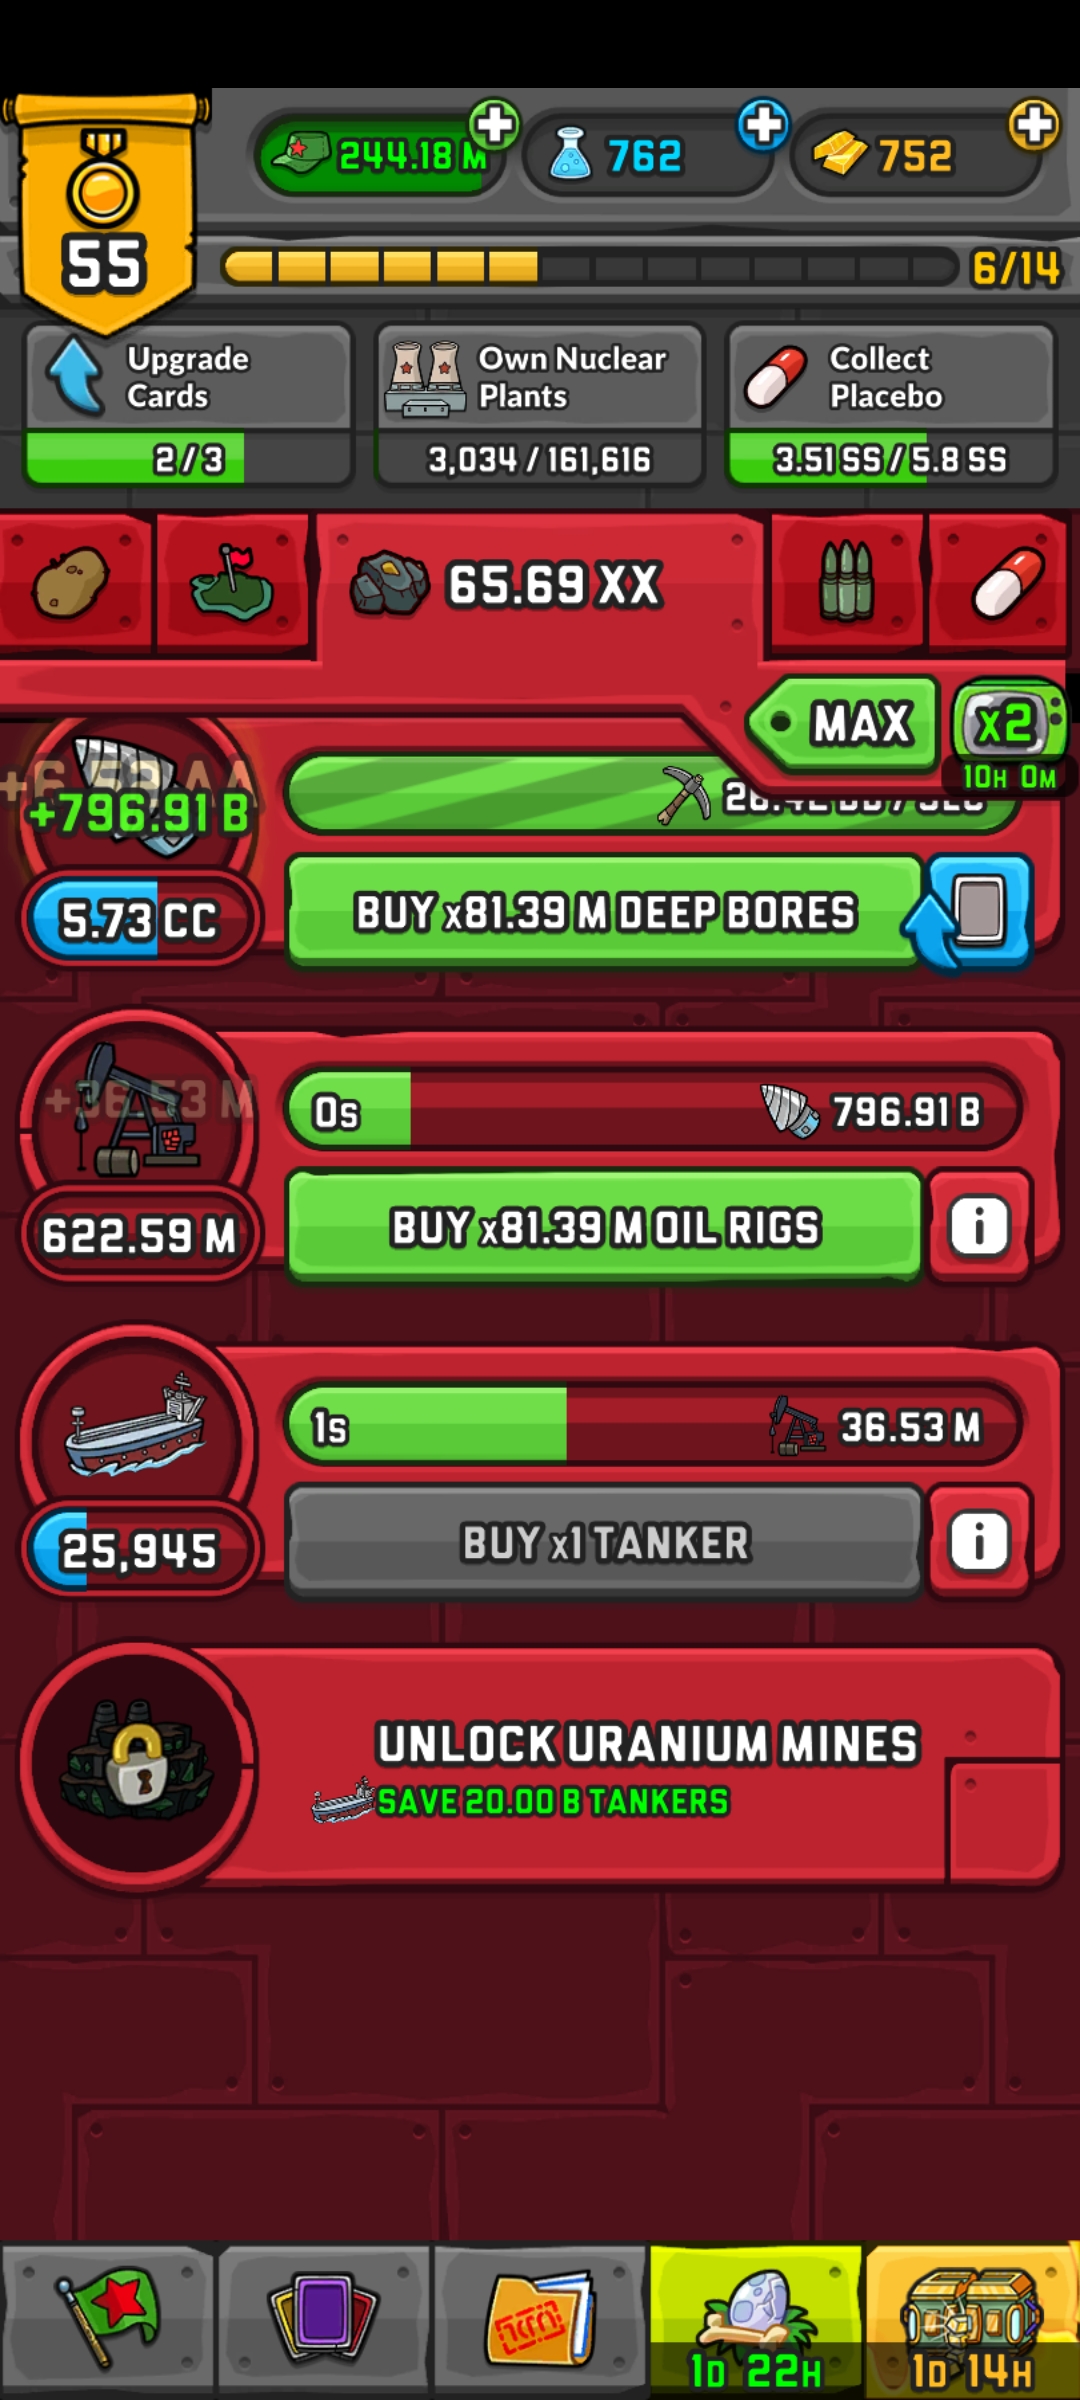 244.18 M
762
752
55
6/14
Upgrade
Cards
2/3
Own Nuclear
Plants
3,034 / 161,616
Collect
Placebo
3.51 SS / 5.8 SS
65.69 XX
MAX
x2
10H 0M
+796.91 B
5.73 CC
BUY x81.39 M DEEP BORES
+36.53 M
0s
796.91 B
622.59 M
BUY x81.39 M OIL RIGS
i
1s
36.53 M
25,945
BUY x1 TANKER
i
UNLOCK URANIUM MINES
SAVE 20.00 B TANKERS
1D 22H
1D 14H